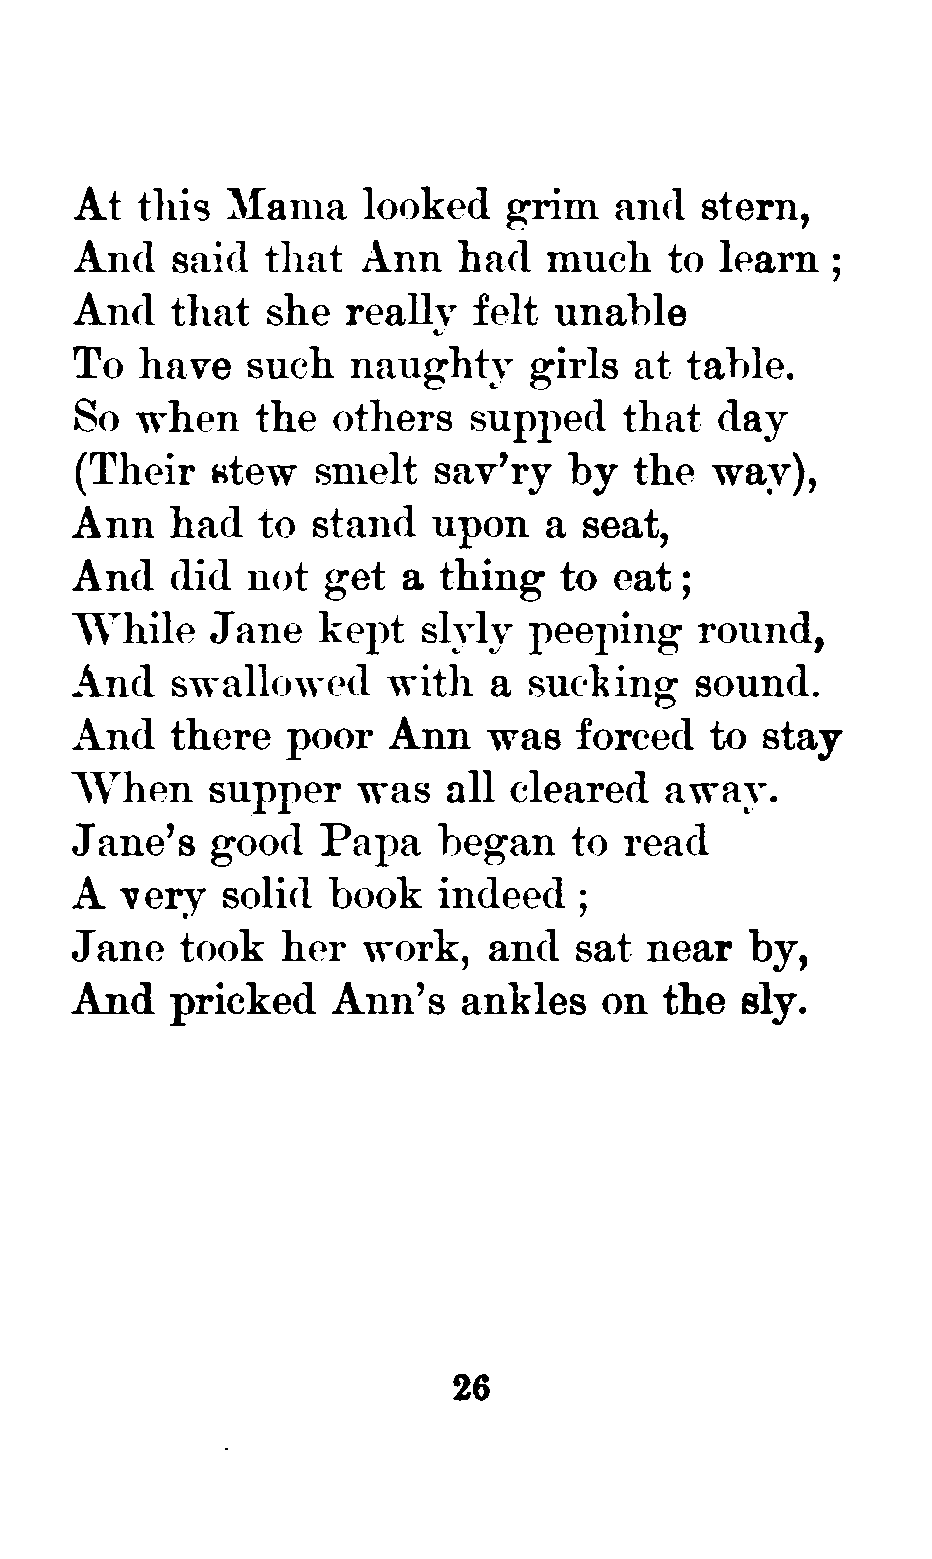 At this Mama looked grim and stern,
And said that Ann had much to learn ;
And that she really felt unable
To have such naughty girls at table.
So when the others supped that day
(Their stew smelt sav'ry by the way),
Ann had to stand upon a seat,
And did not get a thing to eat ;
While Jane kept slyly peeping round,
And swallowed with a sucking sound.
And there poor Ann was forced to stay
When supper was all cleared away.
Jane's good Papa began to read
A very solid book indeed ;
Jane took her work, and sat near by,
And pricked Ann's ankles on the sly.
26